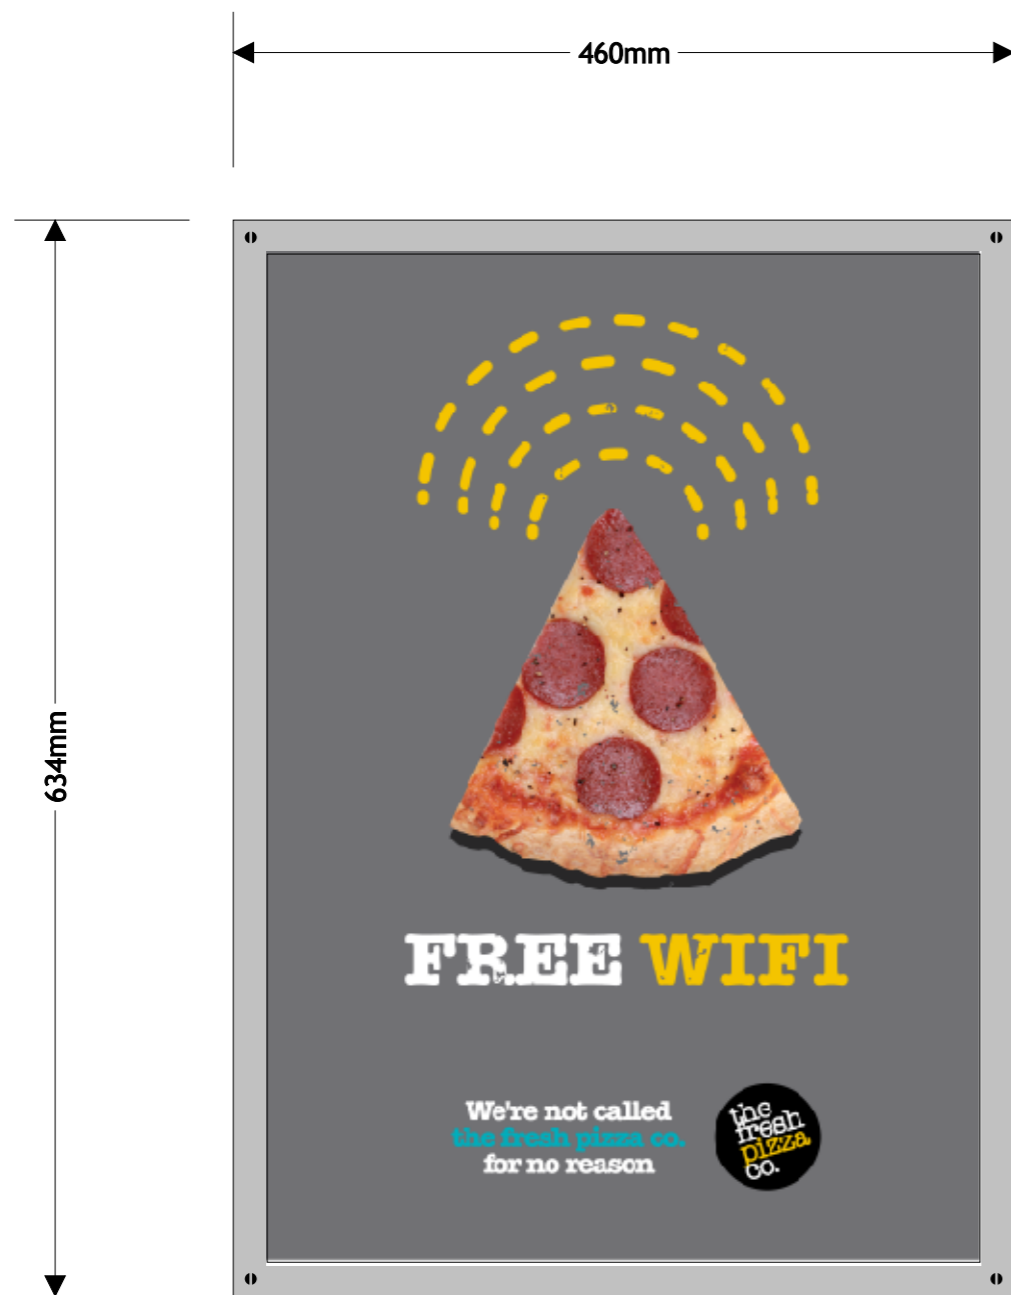 460mm
634mm
FREE WIFI
We're not called
the fresh pizza co.
for no reason
the
fresh
pizza
co.